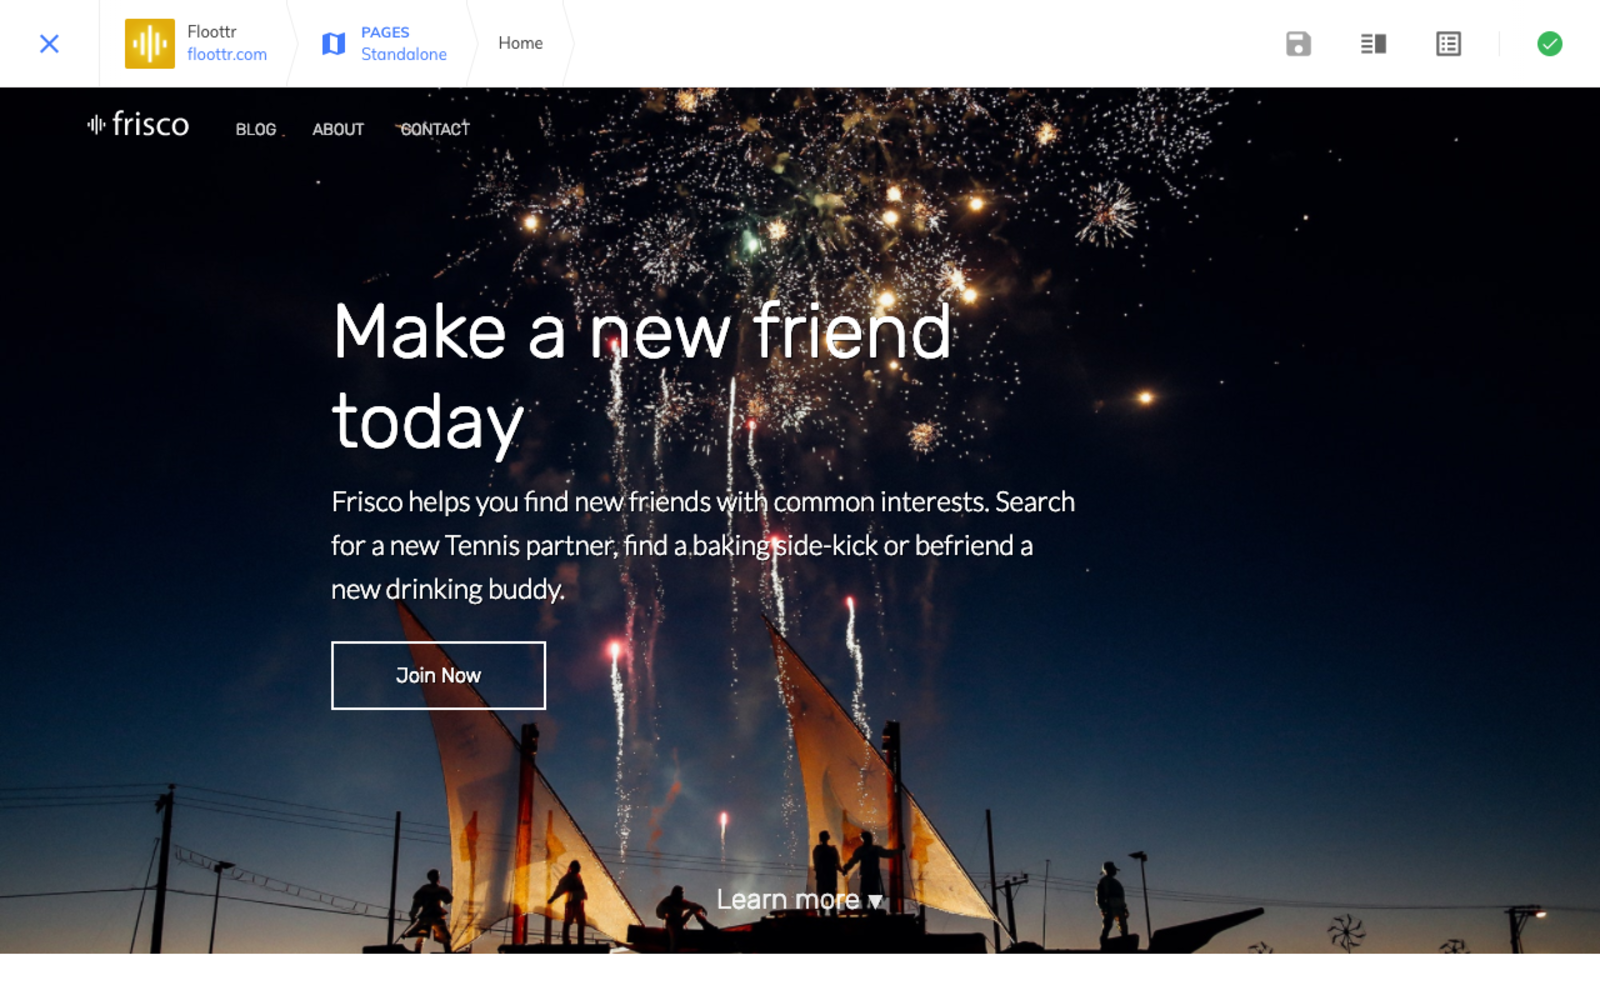 Floottr
floottr.com
PAGES
Standalone
Home
frisco
BLOG
ABOUT
CONTACT
Make a new friend
today
Frisco helps you find new friends with common interests. Search
for a new Tennis partner, find a baking side-kick or befriend a
new drinking buddy.
Join Now
Learn more ▼